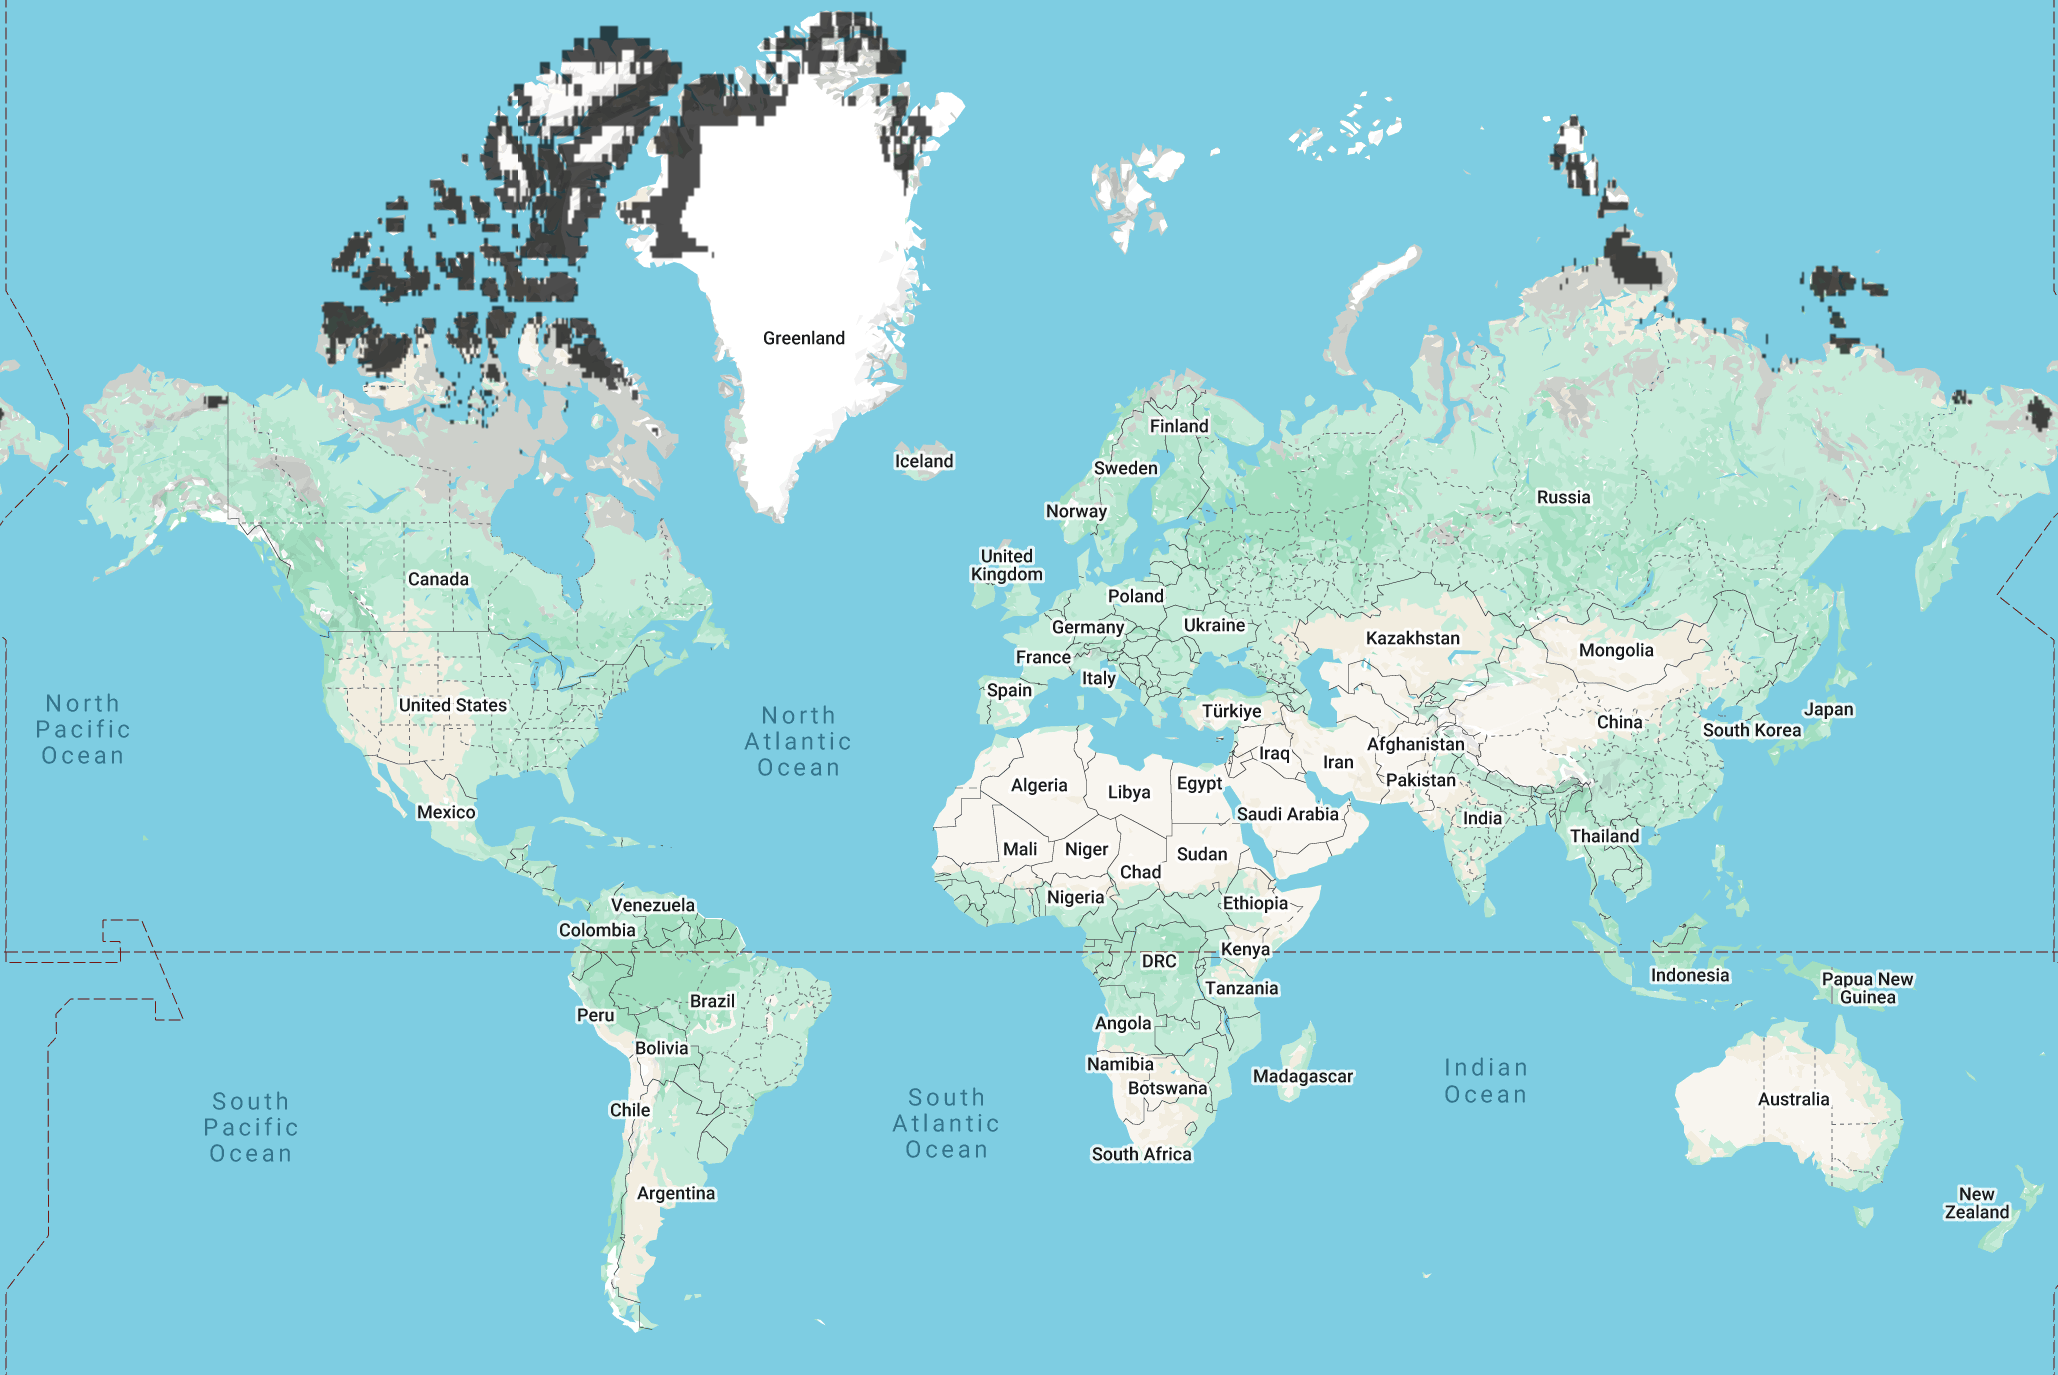 Greenland
Finland
Iceland
Sweden
Russia
Norway
United
Kingdom
Canada
Poland
Germany
Ukraine
Kazakhstan
Mongolia
France
Italy
Spain
United States
Türkiye
China
Japan
South Korea
North
Pacific
Ocean
North
Atlantic
Ocean
Afghanistan
Iraq
Iran
Algeria
Libya
Egypt
Pakistan
Mexico
Saudi Arabia
India
Thailand
Mali
Niger
Sudan
Chad
Nigeria
Ethiopia
Venezuela
Colombia
Kenya
DRC
Indonesia
Papua New
Guinea
Tanzania
Brazil
Peru
Angola
Bolivia
Namibia
Botswana
Madagascar
Indian
Ocean
Australia
Chile
South
Pacific
Ocean
South
Atlantic
Ocean
South Africa
Argentina
New
Zealand